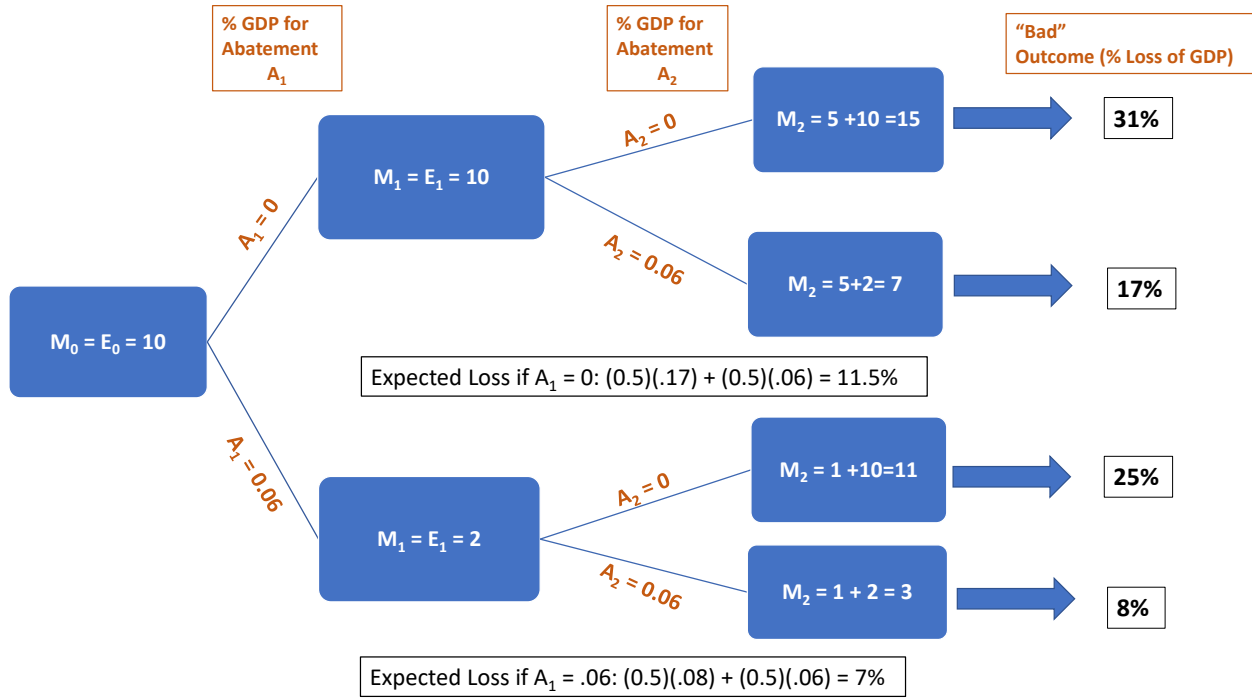 % GDP for
Abatement
A₁
% GDP for
Abatement
A₂
“Bad”
Outcome (% Loss of GDP)
M₀ = E₀ = 10
A₁ = 0
A₁ = 0.06
M₁ = E₁ = 10
A₂ = 0
A₂ = 0.06
M₂ = 5 +10 =15
31%
M₂ = 5+2= 7
17%
Expected Loss if A₁ = 0: (0.5)(.17) + (0.5)(.06) = 11.5%
M₁ = E₁ = 2
A₂ = 0
A₂ = 0.06
M₂ = 1 +10=11
25%
M₂ = 1 + 2 = 3
8%
Expected Loss if A₁ = .06: (0.5)(.08) + (0.5)(.06) = 7%